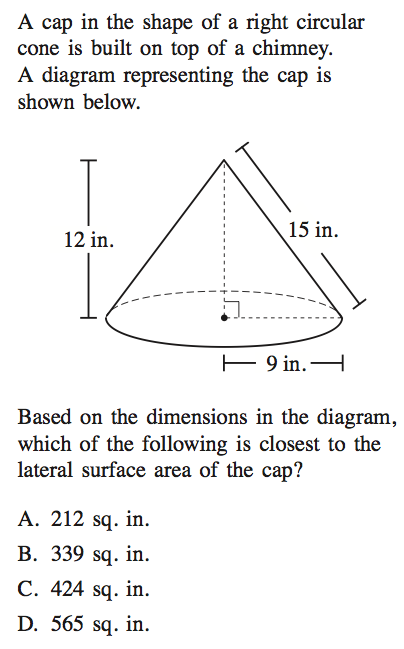 A cap in the shape of a right circular
cone is built on top of a chimney.
A diagram representing the cap is
shown below.
12 in.
15 in.
9 in.
Based on the dimensions in the diagram,
which of the following is closest to the
lateral surface area of the cap?
A. 212 sq. in.
B. 339 sq. in.
C. 424 sq. in.
D. 565 sq. in.